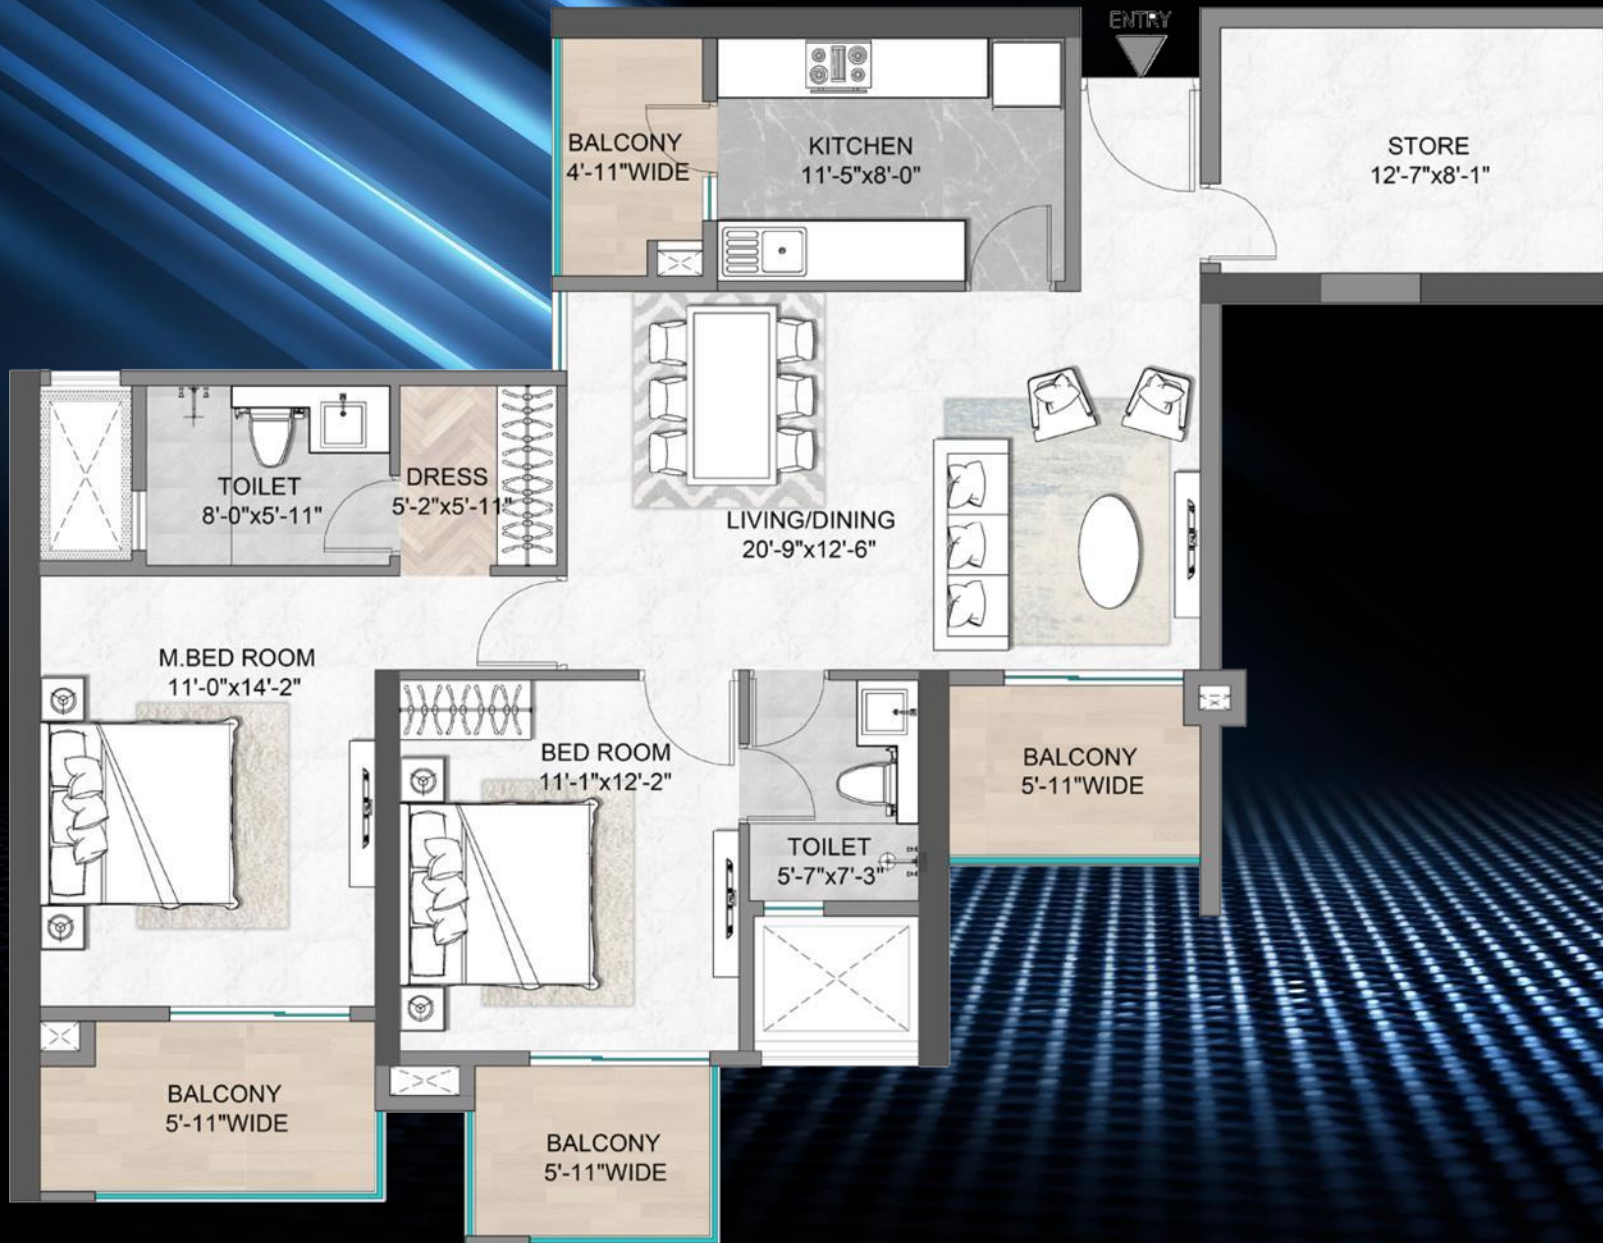 ENTRY
BALCONY
4'-11"WIDE
KITCHEN
11'-5"x8'-0"
STORE
12'-7"x8'-1"
TOILET
8'-0"x5'-11"
DRESS
5'-2"x5'-11"
LIVING/DINING
20'-9"x12'-6"
M.BED ROOM
11'-0"x14'-2"
BED ROOM
11'-1"x12'-2"
BALCONY
5'-11"WIDE
TOILET
5'-7"x7'-3"
BALCONY
5'-11"WIDE
BALCONY
5'-11"WIDE